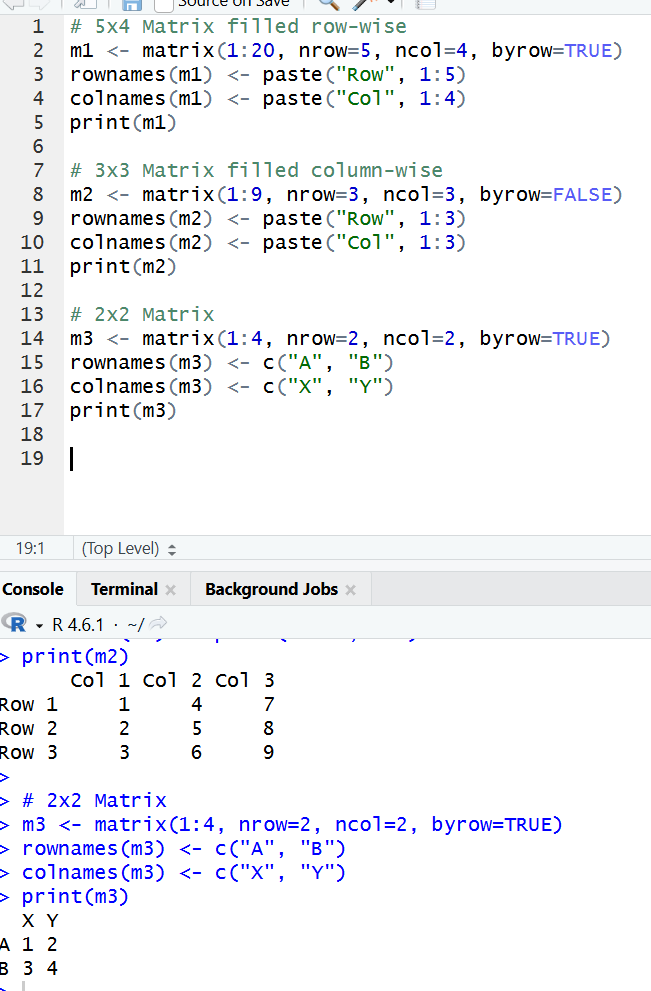 Source on Save
1 # 5x4 Matrix filled row-wise
2 m1 <- matrix(1:20, nrow=5, ncol=4, byrow=TRUE)
3 rownames(m1) <- paste("Row", 1:5)
4 colnames(m1) <- paste("Col", 1:4)
5 print(m1)
6
7 # 3x3 Matrix filled column-wise
8 m2 <- matrix(1:9, nrow=3, ncol=3, byrow=FALSE)
9 rownames(m2) <- paste("Row", 1:3)
10 colnames(m2) <- paste("Col", 1:3)
11 print(m2)
12
13 # 2x2 Matrix
14 m3 <- matrix(1:4, nrow=2, ncol=2, byrow=TRUE)
15 rownames(m3) <- c("A", "B")
16 colnames(m3) <- c("X", "Y")
17 print(m3)
18
19
19:1 (Top Level)
Console Terminal Background Jobs
R R 4.6.1 · ~/
> print(m2)
      Col 1 Col 2 Col 3
Row 1     1     4     7
Row 2     2     5     8
Row 3     3     6     9
>
> # 2x2 Matrix
> m3 <- matrix(1:4, nrow=2, ncol=2, byrow=TRUE)
> rownames(m3) <- c("A", "B")
> colnames(m3) <- c("X", "Y")
> print(m3)
  X Y
A 1 2
B 3 4
>